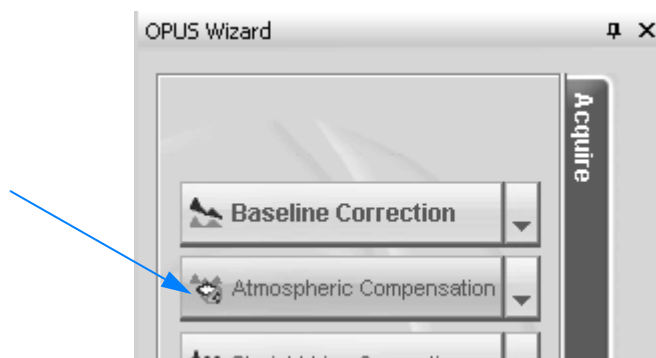 OPUS Wizard
Acquire
Baseline Correction
Atmospheric Compensation